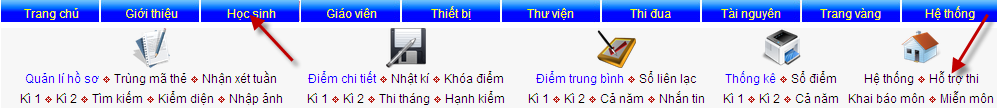 Trang chủ Giới thiệu Học sinh Giáo viên Thiết bị Thư viện Thi đua Tài nguyên Trang vàng Hệ thống
Quản lí hồ sơ ❖ Trùng mã thẻ ❖ Nhận xét tuần Điểm chi tiết ❖ Nhật kí ❖ Khóa điểm Điểm trung bình ❖ Sổ liên lạc Thống kê ❖ Sổ điểm Hệ thống ❖ Hỗ trợ thi
Kì 1 ❖ Kì 2 ❖ Tìm kiếm ❖ Kiểm diện ❖ Nhập ảnh Kì 1 ❖ Kì 2 ❖ Thi tháng ❖ Hạnh kiểm Kì 1 ❖ Kì 2 ❖ Cả năm ❖ Nhắn tin Kì 1 ❖ Kì 2 ❖ Cả năm Khai báo môn ❖ Miễn môn